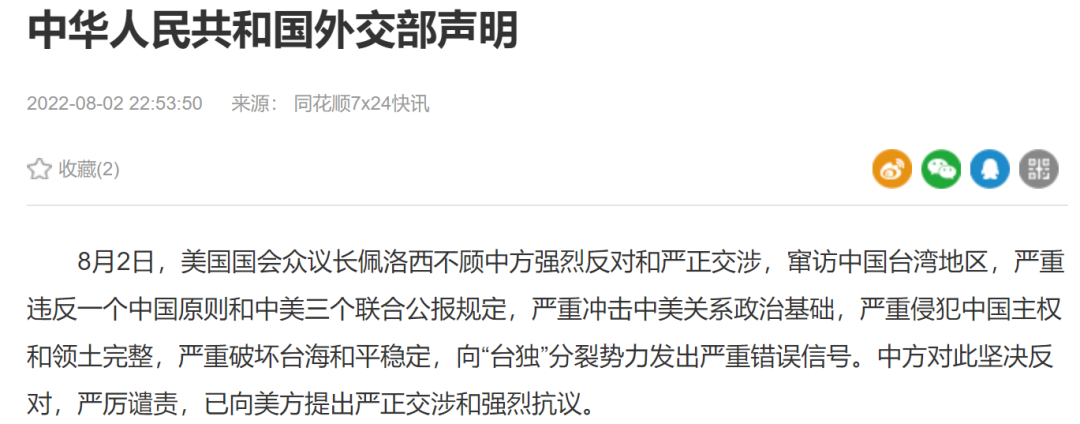 中华人民共和国外交部声明
2022-08-02 22:53:50 来源： 同花顺7x24快讯
收藏(2)
8月2日，美国国会众议长佩洛西不顾中方强烈反对和严正交涉，窜访中国台湾地区，严重
违反一个中国原则和中美三个联合公报规定，严重冲击中美关系政治基础，严重侵犯中国主权
和领土完整，严重破坏台海和平稳定，向“台独”分裂势力发出严重错误信号。中方对此坚决反
对，严厉谴责，已向美方提出严正交涉和强烈抗议。